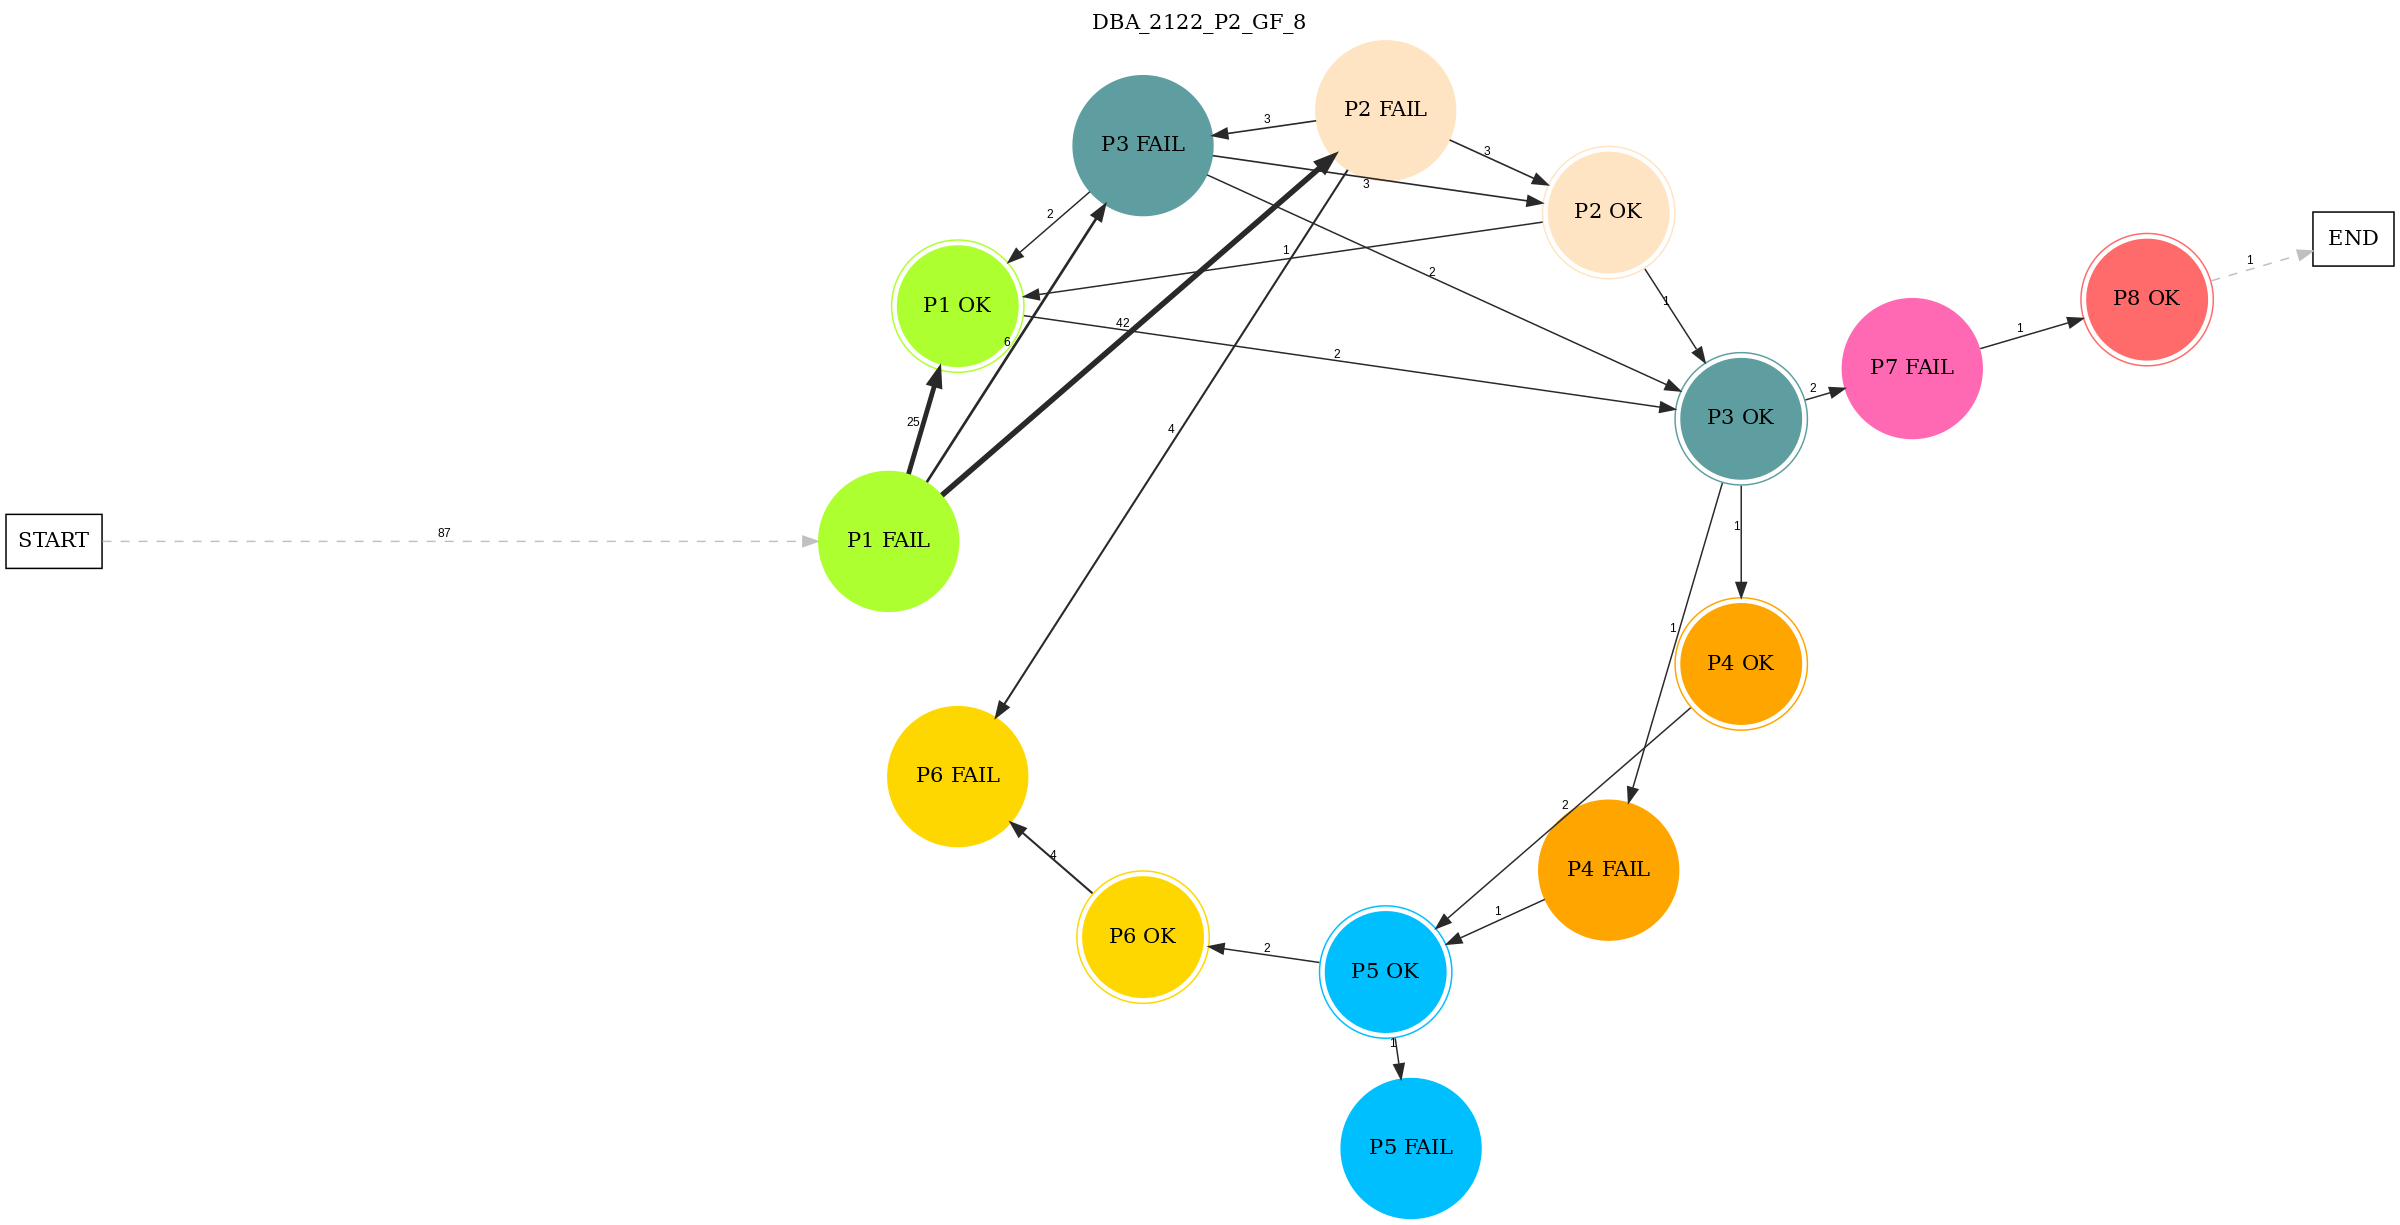 DBA_2122_P2_GF_8
P2 FAIL
3
P3 FAIL
3
3
P2 OK
2
END
1
1
2
P8 OK
1
P1 OK
42
1
6
2
P7 FAIL
2
P3 OK
25
4
START
87
P1 FAIL
1
1
P4 OK
P6 FAIL
2
4
P4 FAIL
1
P6 OK
2
P5 OK
1
P5 FAIL